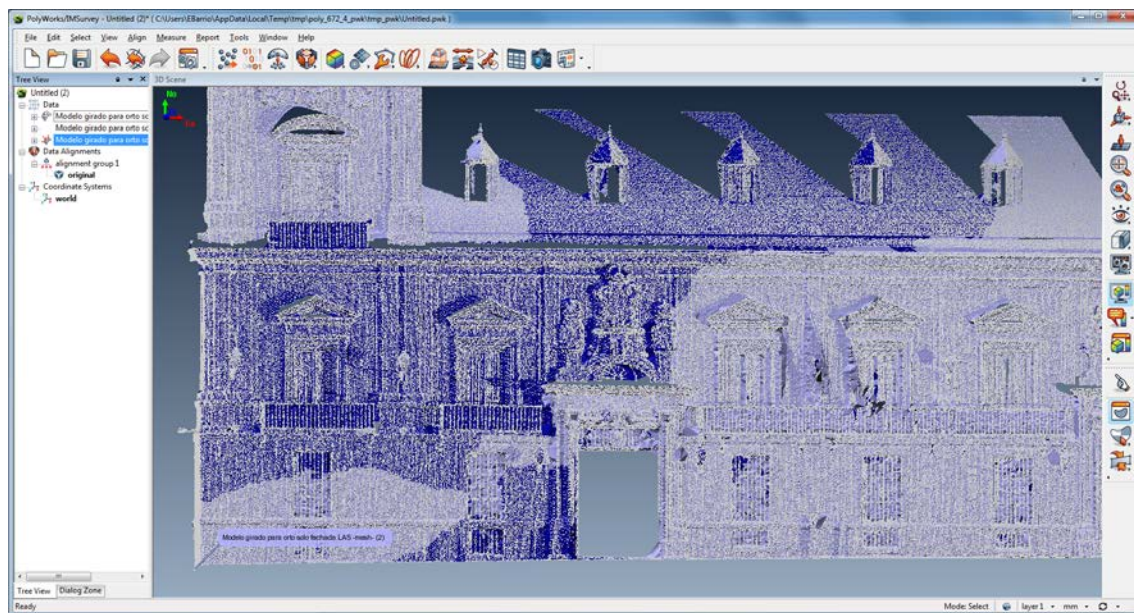 PolyWorks/IMSurvey - Untitled (2)* ( C:\Users\EBarrio\AppData\Local\Temp\tmp\poly_672_4_pwk\tmp_pwk\Untitled.pwk )
File Edit Select View Align Measure Report Tools Window Help
Tree View
3D Scene
Untitled (2)
Data
Modelo girado para orto sc
Modelo girado para orto sc
Modelo girado para orto sc
Data Alignments
alignment group 1
original
Coordinate Systems
world
Modelo girado para orto solo fachada LAS -mesh- (2)
Tree View Dialog Zone
Ready
Mode: Select layer1 mm